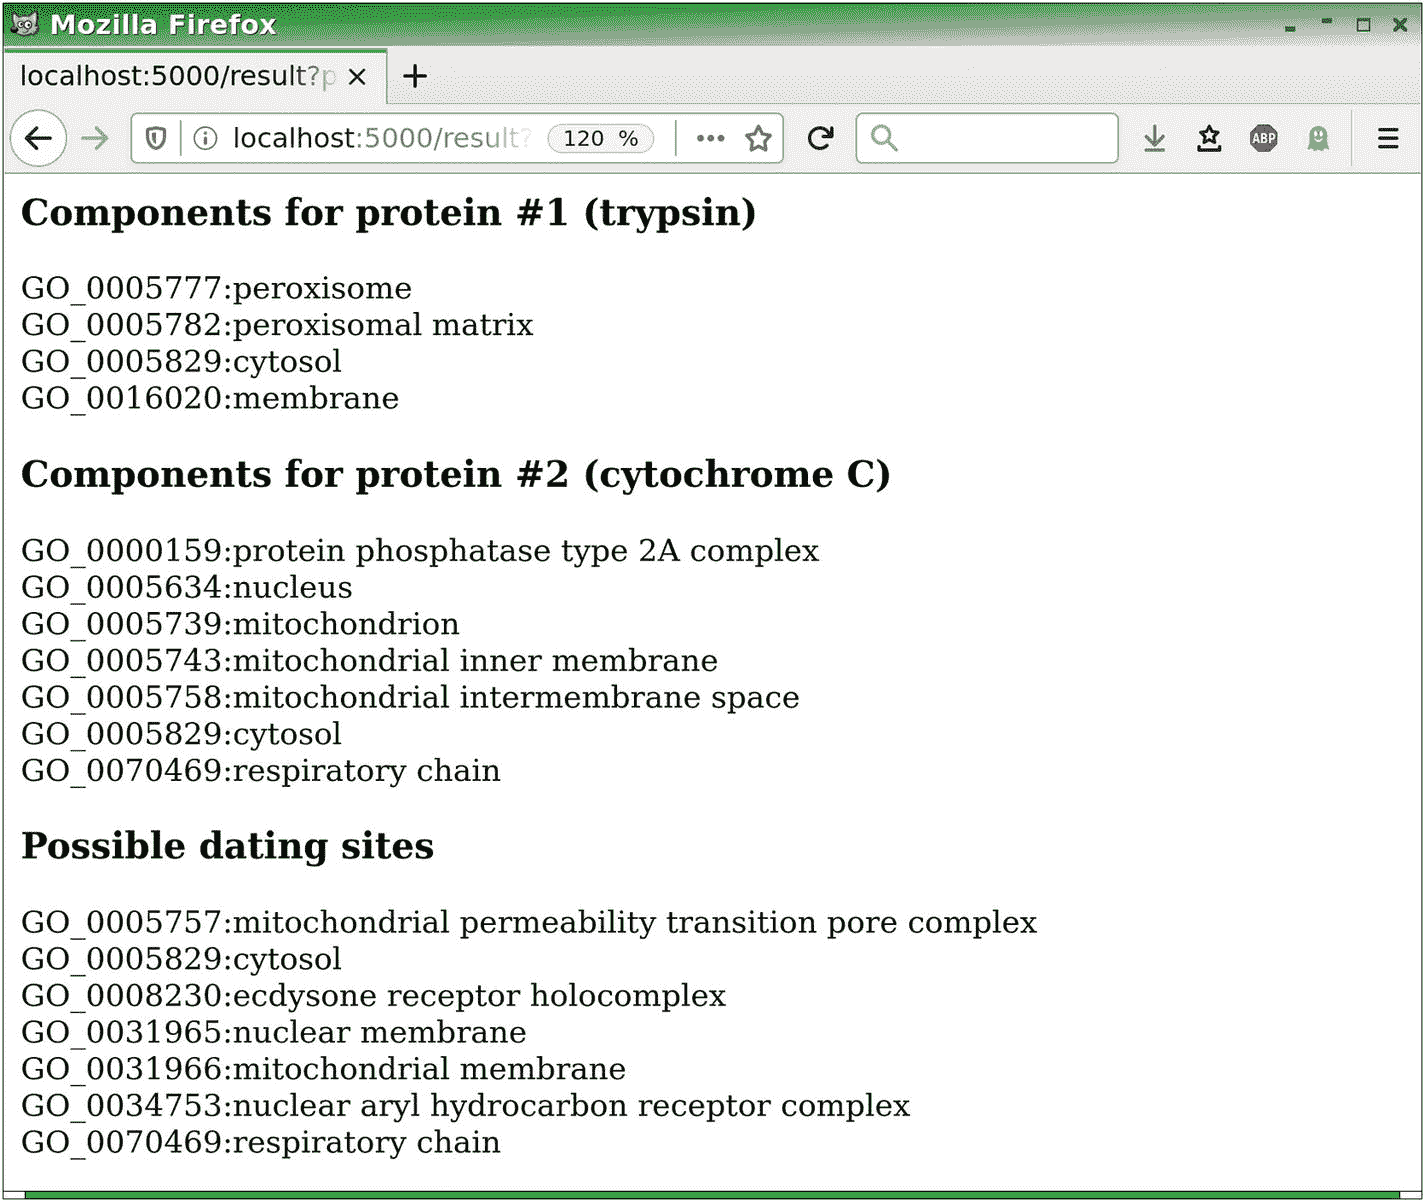 Mozilla Firefox
localhost:5000/result?p
localhost:5000/result? 120 %
ABP
Components for protein #1 (trypsin)
GO_0005777:peroxisome
GO_0005782:peroxisomal matrix
GO_0005829:cytosol
GO_0016020:membrane
Components for protein #2 (cytochrome C)
GO_0000159:protein phosphatase type 2A complex
GO_0005634:nucleus
GO_0005739:mitochondrion
GO_0005743:mitochondrial inner membrane
GO_0005758:mitochondrial intermembrane space
GO_0005829:cytosol
GO_0070469:respiratory chain
Possible dating sites
GO_0005757:mitochondrial permeability transition pore complex
GO_0005829:cytosol
GO_0008230:ecdysone receptor holocomplex
GO_0031965:nuclear membrane
GO_0031966:mitochondrial membrane
GO_0034753:nuclear aryl hydrocarbon receptor complex
GO_0070469:respiratory chain